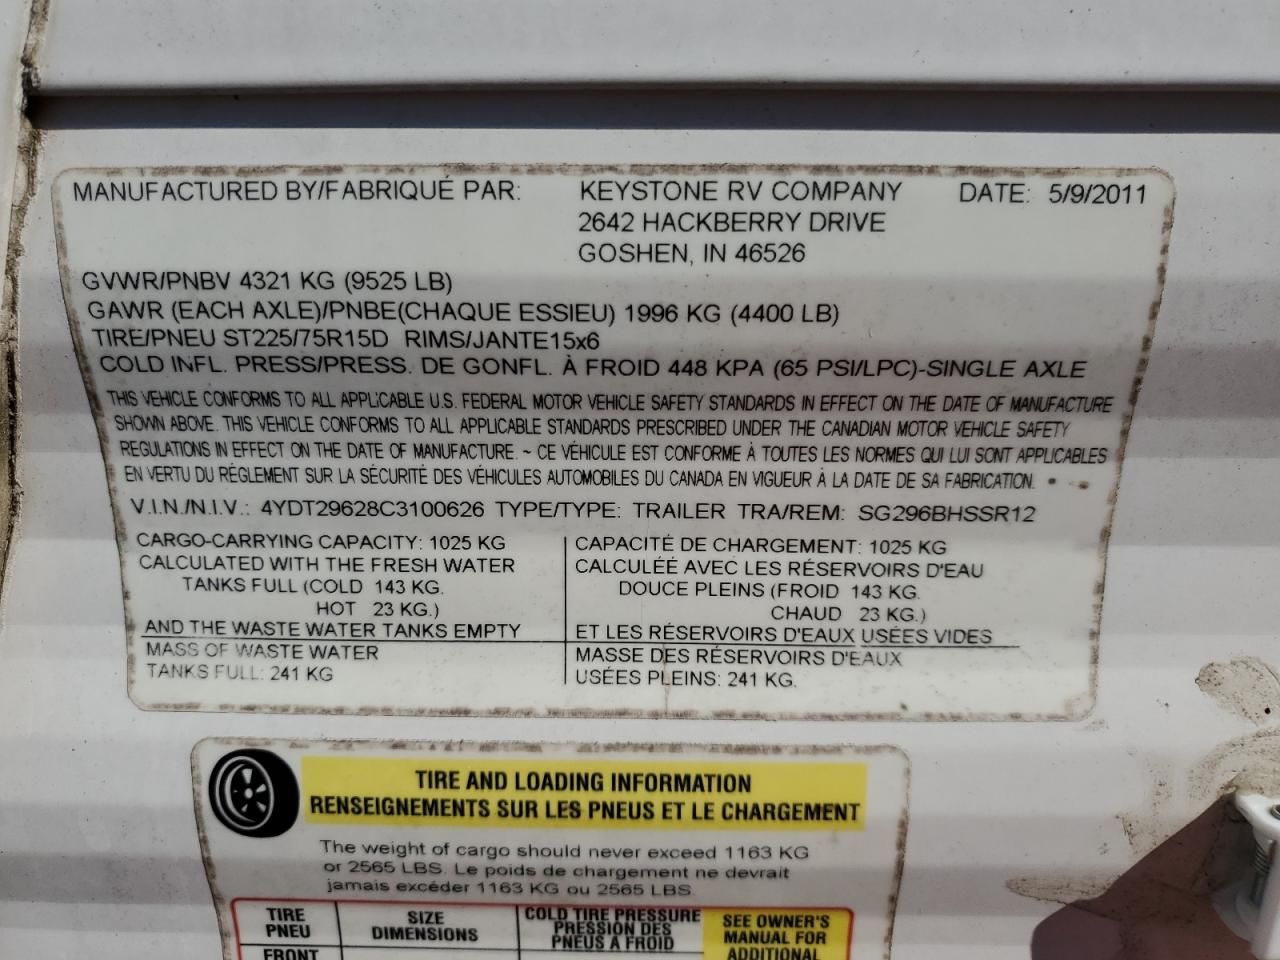 MANUFACTURED BY/FABRIQUÉ PAR: KEYSTONE RV COMPANY DATE: 5/9/2011
2642 HACKBERRY DRIVE
GOSHEN, IN 46526
GVWR/PNBV 4321 KG (9525 LB)
GAWR (EACH AXLE)/PNBE(CHAQUE ESSIEU) 1996 KG (4400 LB)
TIRE/PNEU ST225/75R15D RIMS/JANTE15x6
COLD INFL. PRESS/PRESS. DE GONFL. À FROID 448 KPA (65 PSI/LPC)-SINGLE AXLE
THIS VEHICLE CONFORMS TO ALL APPLICABLE U.S. FEDERAL MOTOR VEHICLE SAFETY STANDARDS IN EFFECT ON THE DATE OF MANUFACTURE
SHOWN ABOVE. THIS VEHICLE CONFORMS TO ALL APPLICABLE STANDARDS PRESCRIBED UNDER THE CANADIAN MOTOR VEHICLE SAFETY
REGULATIONS IN EFFECT ON THE DATE OF MANUFACTURE. ~ CE VÉHICULE EST CONFORME À TOUTES LES NORMES QUI LUI SONT APPLICABLES
EN VERTU DU RÉGLEMENT SUR LA SÉCURITÉ DES VÉHICULES AUTOMOBILES DU CANADA EN VIGUEUR À LA DATE DE SA FABRICATION.
V.I.N./N.I.V.: 4YDT29628C3100626 TYPE/TYPE: TRAILER TRA/REM: SG296BHSSR12
CARGO-CARRYING CAPACITY: 1025 KG
CALCULATED WITH THE FRESH WATER
TANKS FULL (COLD 143 KG.
HOT 23 KG.)
AND THE WASTE WATER TANKS EMPTY
MASS OF WASTE WATER
TANKS FULL: 241 KG
CAPACITÉ DE CHARGEMENT: 1025 KG
CALCULÉE AVEC LES RÉSERVOIRS D'EAU
DOUCE PLEINS (FROID 143 KG.
CHAUD 23 KG.)
ET LES RÉSERVOIRS D'EAUX USÉES VIDES
MASSE DES RÉSERVOIRS D'EAUX
USÉES PLEINS: 241 KG.
TIRE AND LOADING INFORMATION
RENSEIGNEMENTS SUR LES PNEUS ET LE CHARGEMENT
The weight of cargo should never exceed 1163 KG
or 2565 LBS. Le poids de chargement ne devrait
jamais excéder 1163 KG ou 2565 LBS.
TIRE
PNEU
SIZE
DIMENSIONS
COLD TIRE PRESSURE
PRESSION DES
PNEUS A FROID
SEE OWNER'S
MANUAL FOR
ADDITIONAL
FRONT